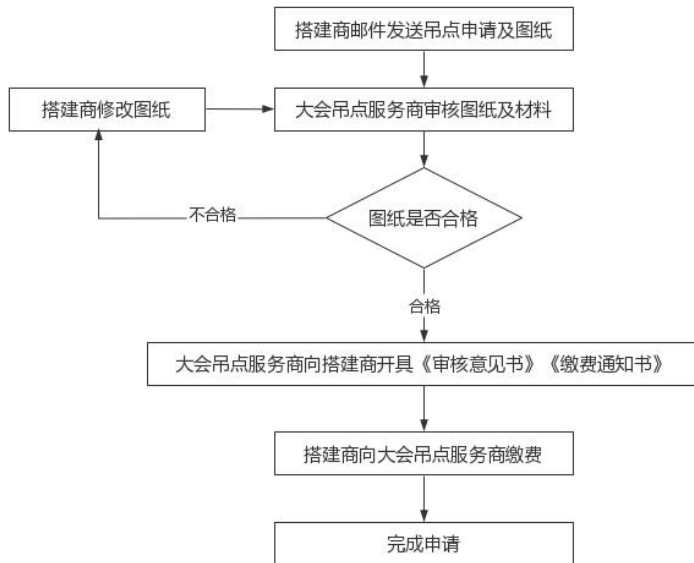 搭建商邮件发送吊点申请及图纸
搭建商修改图纸
大会吊点服务商审核图纸及材料
不合格
图纸是否合格
合格
大会吊点服务商向搭建商开具《审核意见书》《缴费通知书》
搭建商向大会吊点服务商缴费
完成申请